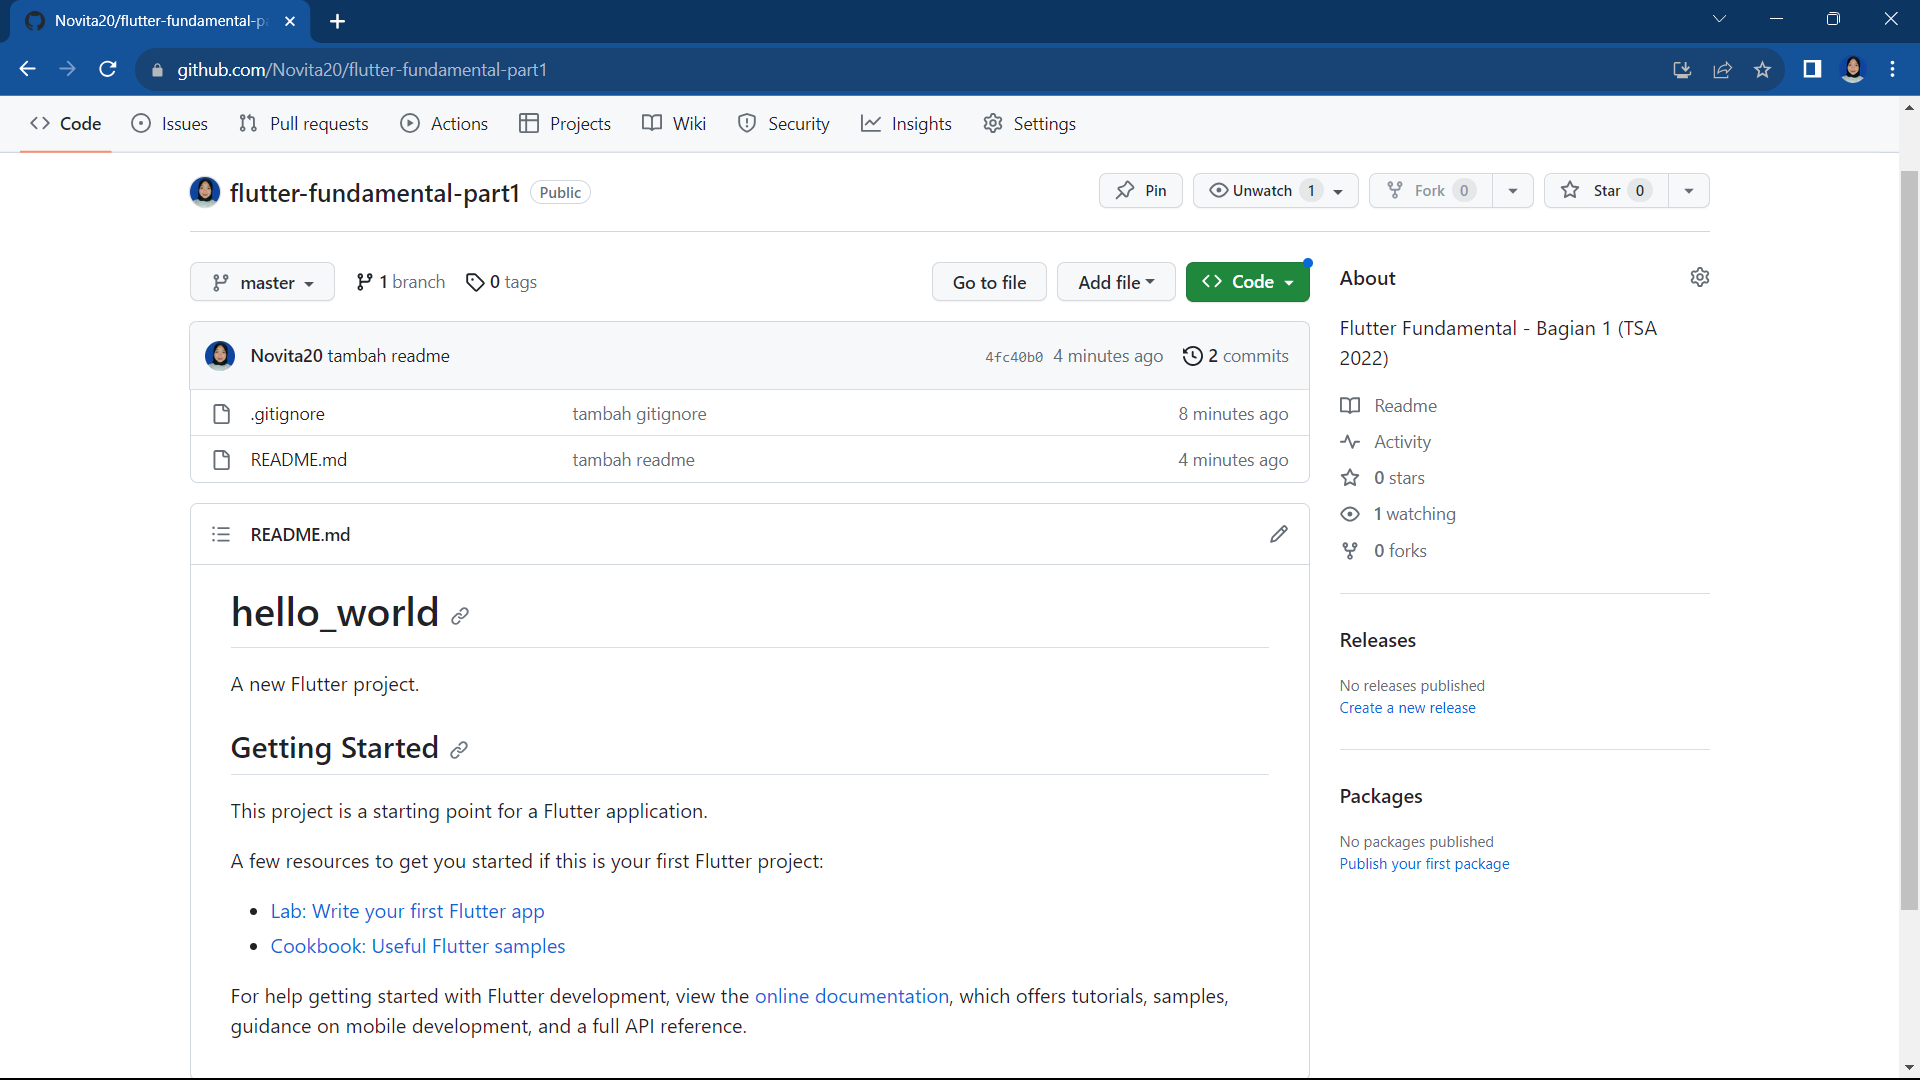 Novita20/flutter-fundamental-p
github.com/Novita20/flutter-fundamental-part1
Code Issues Pull requests Actions Projects Wiki Security Insights Settings
flutter-fundamental-part1 Public Pin Unwatch 1 Fork 0 Star 0
master 1 branch 0 tags Go to file Add file Code
Novita20 tambah readme 4fc40b0 4 minutes ago 2 commits
.gitignore tambah gitignore 8 minutes ago
README.md tambah readme 4 minutes ago
README.md
hello_world
A new Flutter project.
Getting Started
This project is a starting point for a Flutter application.
A few resources to get you started if this is your first Flutter project:
Lab: Write your first Flutter app
Cookbook: Useful Flutter samples
For help getting started with Flutter development, view the online documentation, which offers tutorials, samples,
guidance on mobile development, and a full API reference.
About
Flutter Fundamental - Bagian 1 (TSA
2022)
Readme
Activity
0 stars
1 watching
0 forks
Releases
No releases published
Create a new release
Packages
No packages published
Publish your first package